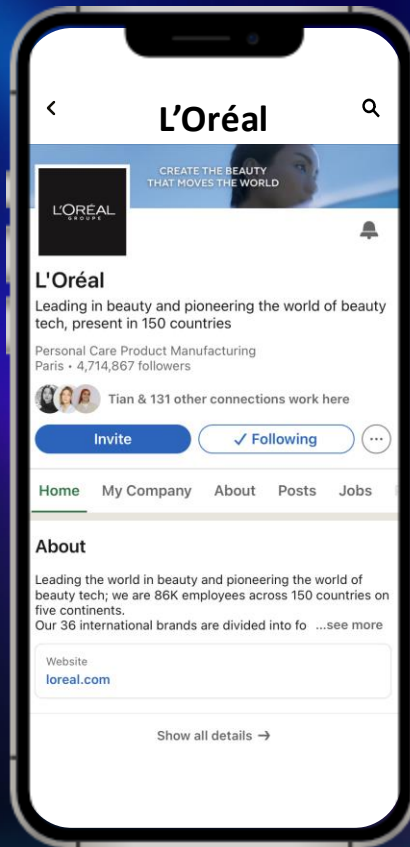 L’Oréal
CREATE THE BEAUTY
THAT MOVES THE WORLD
L'ORÉAL
GROUPE
L'Oréal
Leading in beauty and pioneering the world of beauty
tech, present in 150 countries
Personal Care Product Manufacturing
Paris • 4,714,867 followers
Tian & 131 other connections work here
Invite
✓ Following
Home My Company About Posts Jobs
About
Leading the world in beauty and pioneering the world of
beauty tech; we are 86K employees across 150 countries on
five continents.
Our 36 international brands are divided into fo ...see more
Website
loreal.com
Show all details →